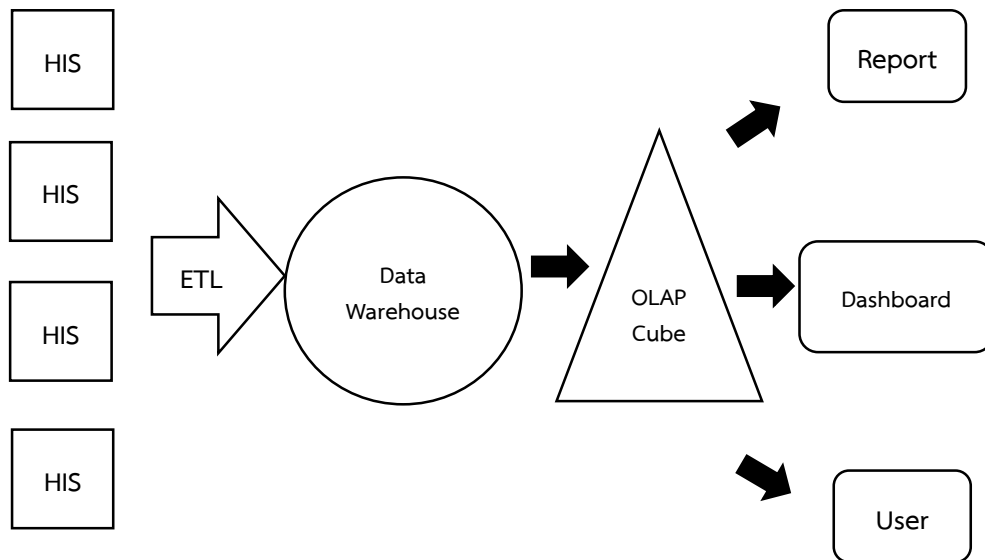 HIS
HIS
HIS
HIS
ETL
Data
Warehouse
OLAP
Cube
Report
Dashboard
User